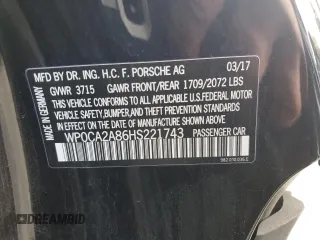 MFD. BY DR. ING. H.C. F. PORSCHE AG 03/17
GVWR 3715 GAWR FRONT/REAR 1709/2072 LBS
THIS VEHICLE CONFORMS TO ALL APPLICABLE U.S. FEDERAL MOTOR
VEHICLE SAFETY, BUMPER, AND THEFT PREVENTION STANDARDS IN
EFFECT ON THE DATE OF MANUFACTURE SHOWN ABOVE.
WP0CA2A86HS221743 PASSENGER CAR
MADE IN GERMANY
DREAMBID